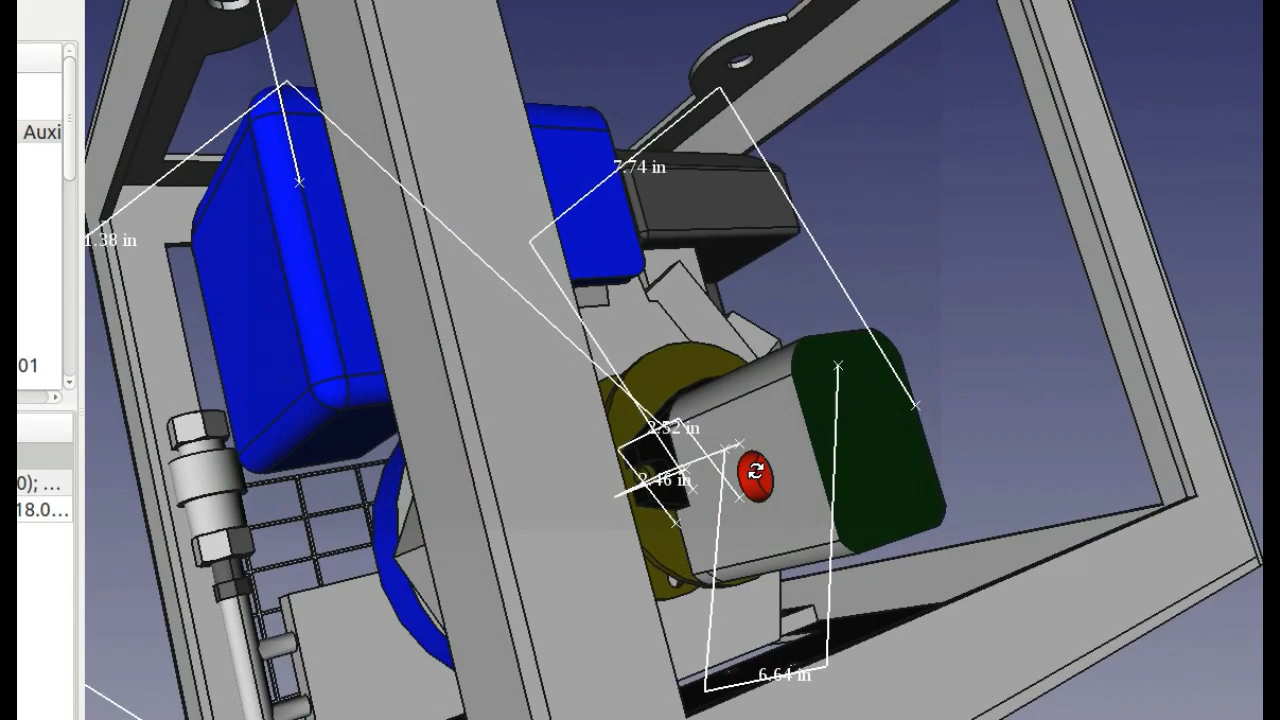 Auxi
7.74 in
1.38 in
01
2.52 in
2.46 in
0); ...
18.0...
6.64 in